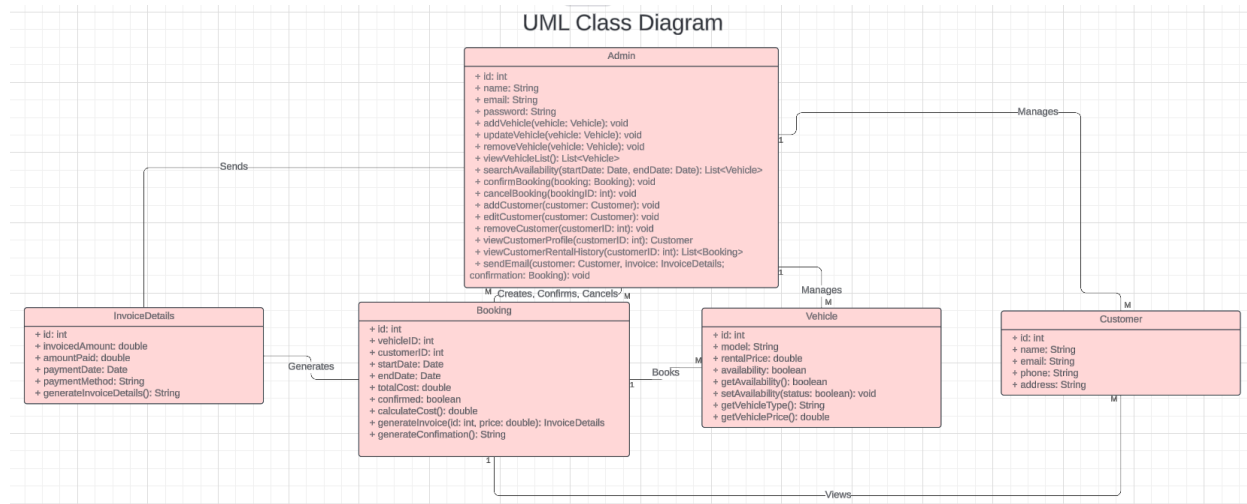 UML Class Diagram
Admin
+ id: int
+ name: String
+ email: String
+ password: String
+ addVehicle(vehicle: Vehicle): void
+ updateVehicle(vehicle: Vehicle): void
+ removeVehicle(vehicle: Vehicle): void
+ viewVehicleList(): List<Vehicle>
+ searchAvailability(startDate: Date, endDate: Date): List<Vehicle>
+ confirmBooking(booking: Booking): void
+ cancelBooking(bookingID: int): void
+ addCustomer(customer: Customer): void
+ editCustomer(customer: Customer): void
+ removeCustomer(customerID: int): void
+ viewCustomerProfile(customerID: int): Customer
+ viewCustomerRentalHistory(customerID: int): List<Booking>
+ sendEmail(customer: Customer, invoice: InvoiceDetails;
confirmation: Booking): void
Manages
1
Sends
1
Manages
M
M
Creates, Confirms, Cancels
M
M
InvoiceDetails
+ id: int
+ invoicedAmount: double
+ amountPaid: double
+ paymentDate: Date
+ paymentMethod: String
+ generateInvoiceDetails(): String
Generates
Booking
+ id: int
+ vehicleID: int
+ customerID: int
+ startDate: Date
+ endDate: Date
+ totalCost: double
+ confirmed: boolean
+ calculateCost(): double
+ generateInvoice(id: int, price: double): InvoiceDetails
+ generateConfimation(): String
M
Books
1
Vehicle
+ id: int
+ model: String
+ rentalPrice: double
+ availability: boolean
+ getAvailability(): boolean
+ setAvailability(status: boolean): void
+ getVehicleType(): String
+ getVehiclePrice(): double
Customer
+ id: int
+ name: String
+ email: String
+ phone: String
+ address: String
M
1
Views